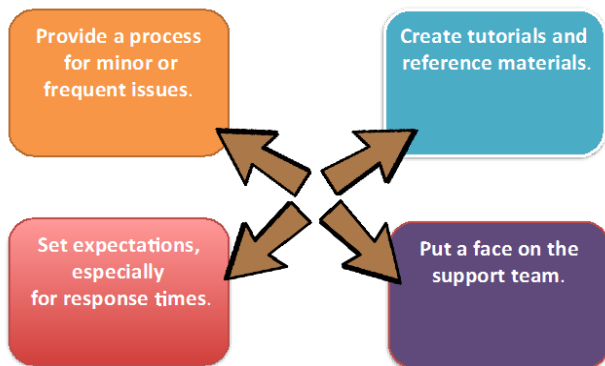 Provide a process
for minor or
frequent issues.
Create tutorials and
reference materials.
Set expectations,
especially
for response times.
Put a face on the
support team.